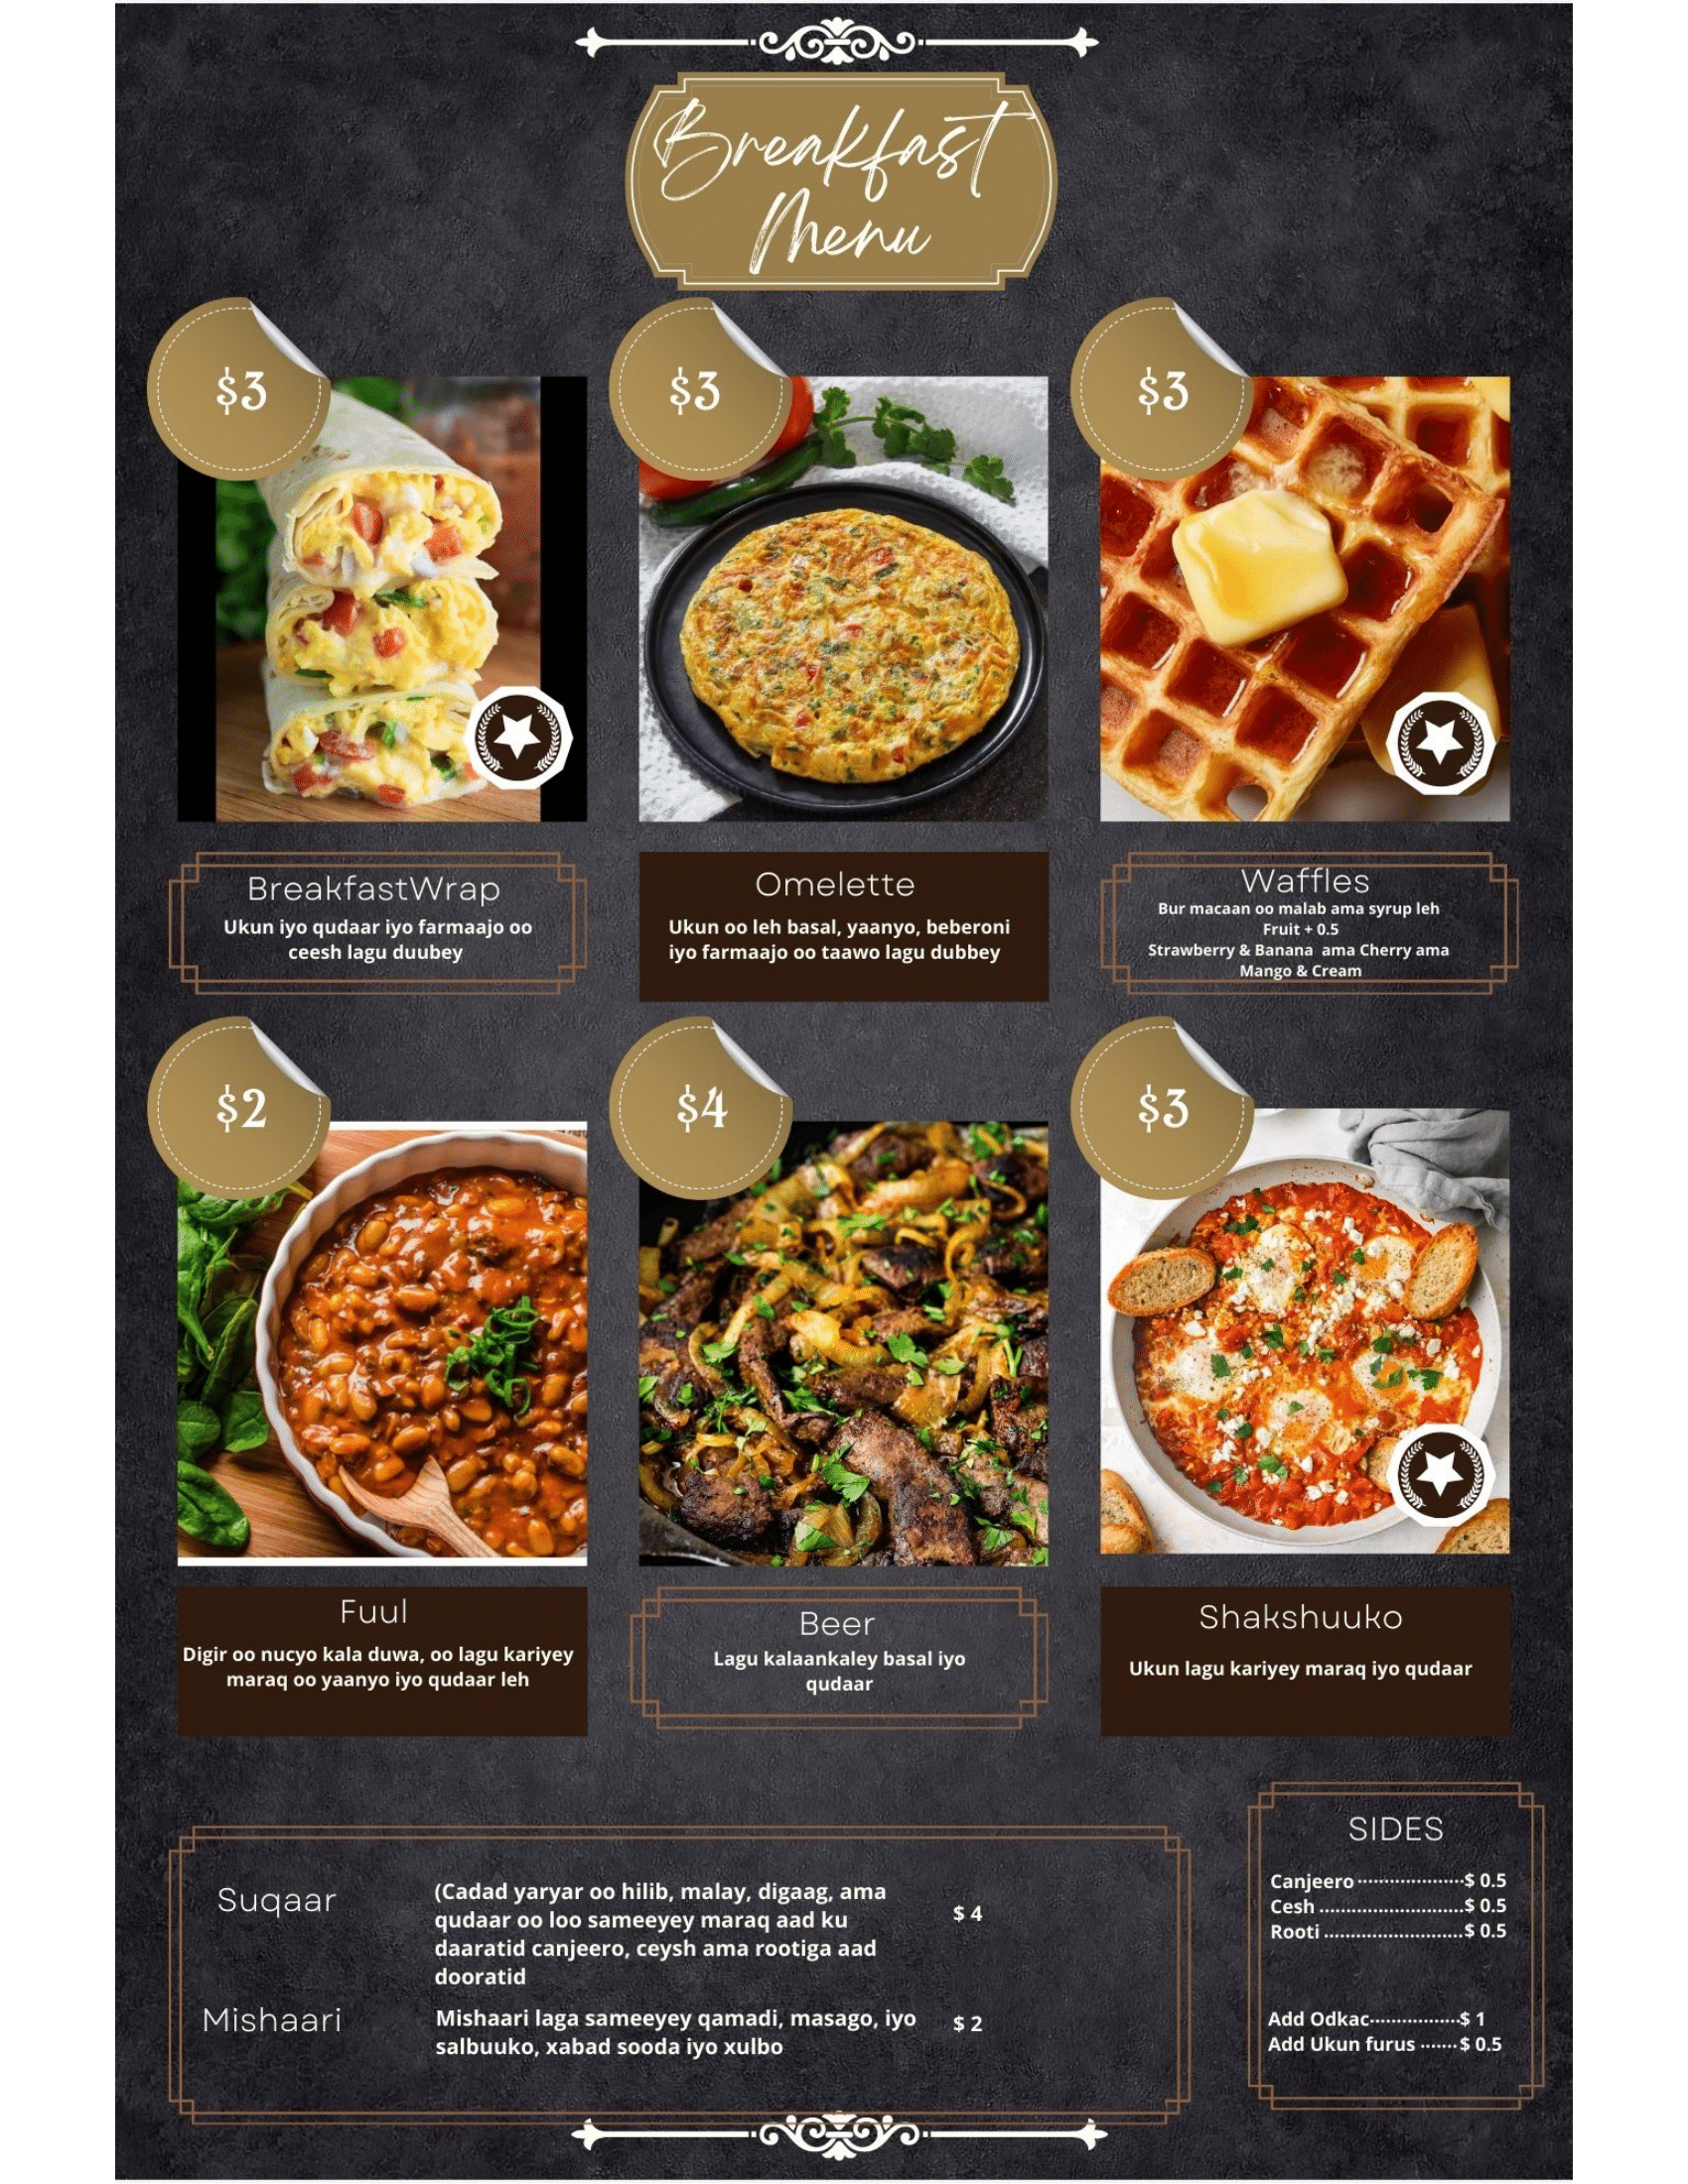 Breakfast
Menu
$3
$3
$3
BreakfastWrap
Ukun iyo qudaar iyo farmaajo oo
ceesh lagu duubey
Omelette
Ukun oo leh basal, yaanyo, beberoni
iyo farmaajo oo taawo lagu dubbey
Waffles
Bur macaan oo malab ama syrup leh
Fruit + 0.5
Strawberry & Banana ama Cherry ama
Mango & Cream
$2
$4
$3
Fuul
Digir oo nucyo kala duwa, oo lagu kariyey
maraq oo yaanyo iyo qudaar leh
Beer
Lagu kalaankaley basal iyo
qudaar
Shakshuuko
Ukun lagu kariyey maraq iyo qudaar
Suqaar
(Cadad yaryar oo hilib, malay, digaag, ama
qudaar oo loo sameeyey maraq aad ku
daaratid canjeero, ceysh ama rootiga aad
dooratid
$ 4
Mishaari
Mishaari laga sameeyey qamadi, masago, iyo
salbuuko, xabad sooda iyo xulbo
$ 2
SIDES
Canjeero.....................$ 0.5
Cesh ............................$ 0.5
Rooti ...........................$ 0.5
Add Odkac..................$ 1
Add Ukun furus .......$ 0.5